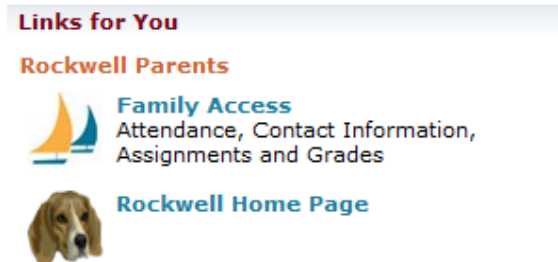 Links for You
Rockwell Parents
Family Access
Attendance, Contact Information,
Assignments and Grades
Rockwell Home Page